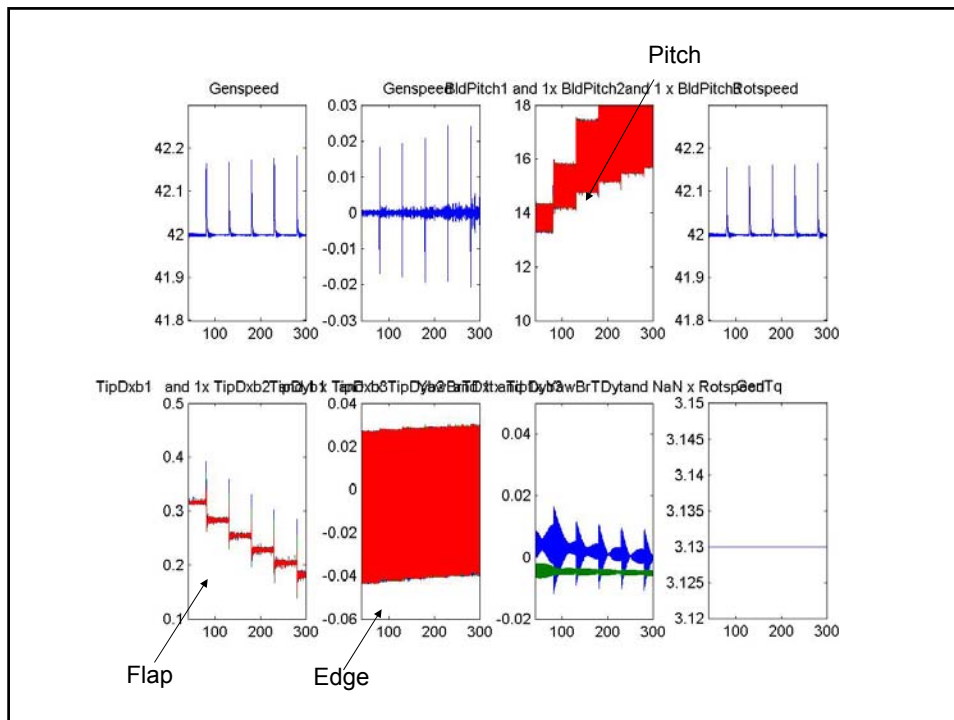 Pitch
Genspeed
Genspeed
BldPitch1 and 1x BldPitch2and 1 x BldPitch3
Rotspeed
42.2
42.1
42
41.9
41.8
100 200 300
0.03
0.02
0.01
0
-0.01
-0.02
-0.03
100 200 300
18
16
14
12
10
100 200 300
42.2
42.1
42
41.9
41.8
100 200 300
TipDxb1 and 1x TipDxb2
GenTq
0.5
0.4
0.3
0.2
0.1
100 200 300
0.04
0.02
0
-0.02
-0.04
-0.06
100 200 300
0.04
0.02
0
-0.02
100 200 300
3.15
3.145
3.14
3.135
3.13
3.125
3.12
100 200 300
Flap
Edge